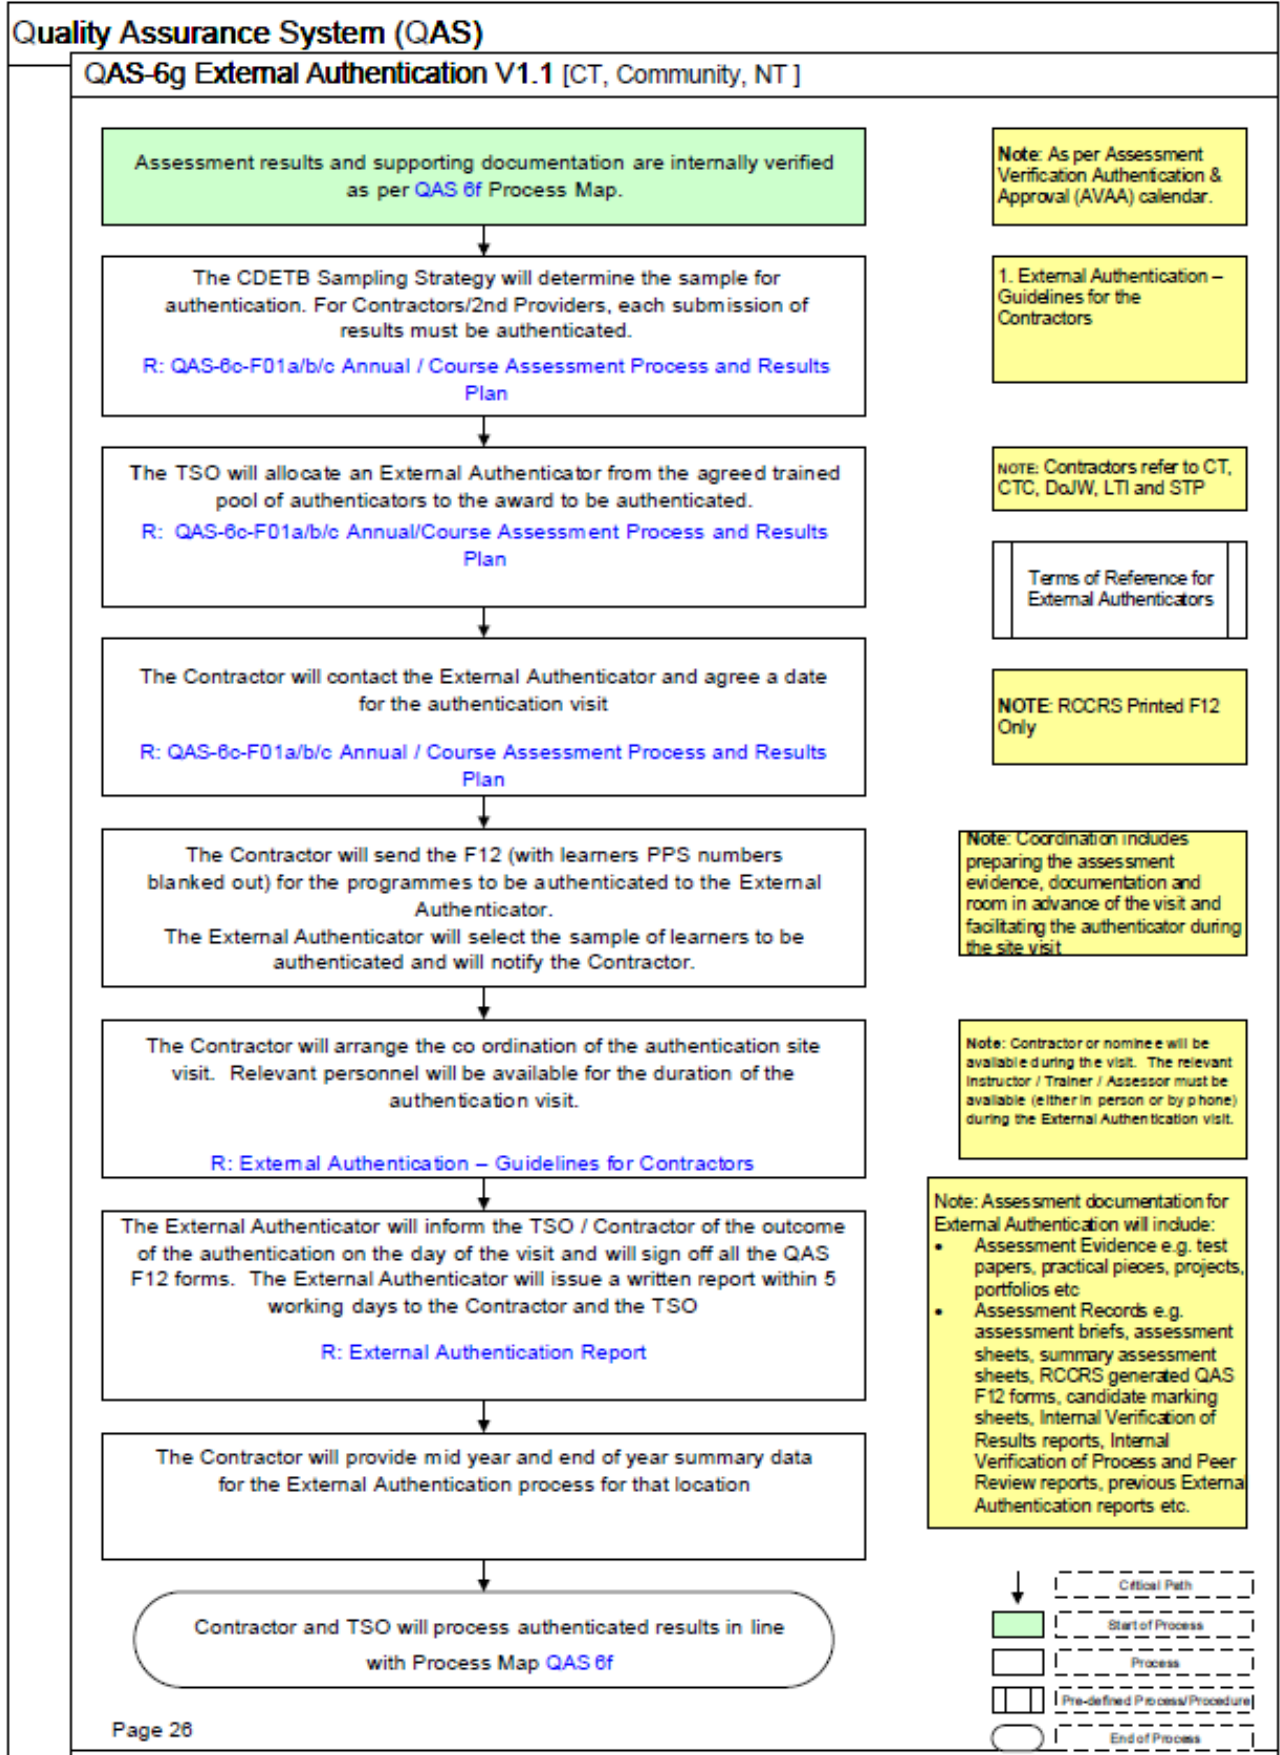 Quality Assurance System (QAS)
QAS-6g External Authentication V1.1 [CT, Community, NT ]
Assessment results and supporting documentation are internally verified
as per QAS 6f Process Map.
The CDETB Sampling Strategy will determine the sample for
authentication. For Contractors/2nd Providers, each submission of
results must be authenticated.
R: QAS-6c-F01a/b/c Annual / Course Assessment Process and Results
Plan
The TSO will allocate an External Authenticator from the agreed trained
pool of authenticators to the award to be authenticated.
R: QAS-6c-F01a/b/c Annual/Course Assessment Process and Results
Plan
The Contractor will contact the External Authenticator and agree a date
for the authentication visit
R: QAS-6c-F01a/b/c Annual / Course Assessment Process and Results
Plan
The Contractor will send the F12 (with learners PPS numbers
blanked out) for the programmes to be authenticated to the External
Authenticator.
The External Authenticator will select the sample of learners to be
authenticated and will notify the Contractor.
The Contractor will arrange the co ordination of the authentication site
visit. Relevant personnel will be available for the duration of the
authentication visit.
R: External Authentication – Guidelines for Contractors
The External Authenticator will inform the TSO / Contractor of the outcome
of the authentication on the day of the visit and will sign off all the QAS
F12 forms. The External Authenticator will issue a written report within 5
working days to the Contractor and the TSO
R: External Authentication Report
The Contractor will provide mid year and end of year summary data
for the External Authentication process for that location
Contractor and TSO will process authenticated results in line
with Process Map QAS 6f
Page 26
Note: As per Assessment
Verification Authentication &
Approval (AVAA) calendar.
1. External Authentication –
Guidelines for the
Contractors
NOTE: Contractors refer to CT,
CTC, DoJW, LTI and STP
Terms of Reference for
External Authenticators
NOTE: RCCRS Printed F12
Only
Note: Coordination includes
preparing the assessment
evidence, documentation and
room in advance of the visit and
facilitating the authenticator during
the site visit
Note: Contractor or nominee will be
available during the visit. The relevant
Instructor / Trainer / Assessor must be
available (either in person or by phone)
during the External Authentication visit.
Note: Assessment documentation for
External Authentication will include:
• Assessment Evidence e.g. test
papers, practical pieces, projects,
portfolios etc
• Assessment Records e.g.
assessment briefs, assessment
sheets, summary assessment
sheets, RCCRS generated QAS
F12 forms, candidate marking
sheets, Internal Verification of
Results reports, Internal
Verification of Process and Peer
Review reports, previous External
Authentication reports etc.
Critical Path
Start of Process
Process
Pre-defined Process/Procedure
End of Process